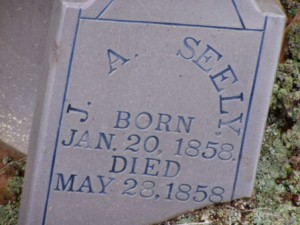 J. A. SEELY.
BORN
JAN. 20, 1858.
DIED
MAY 28, 1858